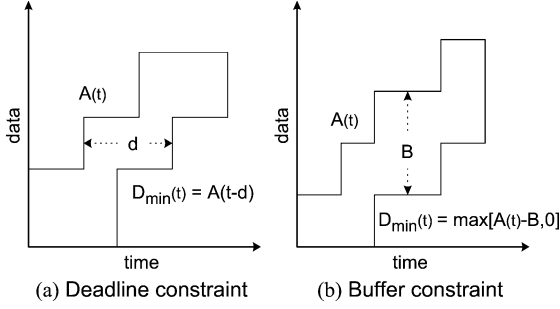 data
A(t)
d
D_min(t) = A(t-d)
time
(a) Deadline constraint
data
A(t)
B
D_min(t) = max[A(t)-B,0]
time
(b) Buffer constraint